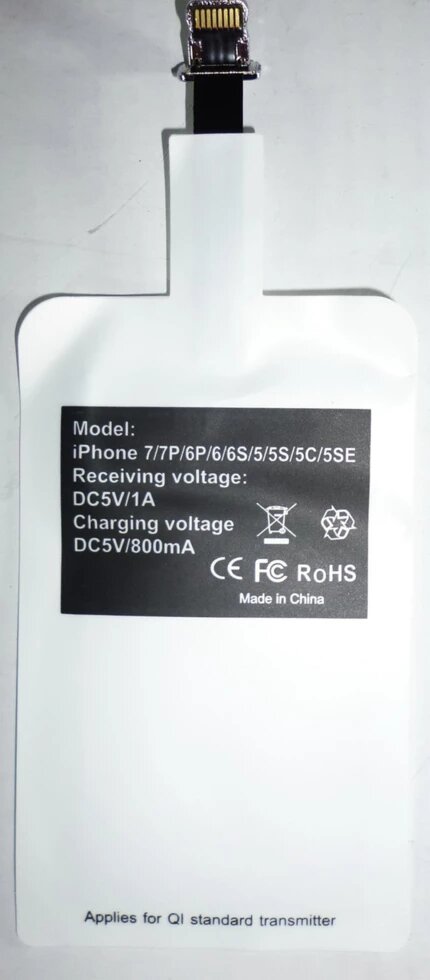 Model:
iPhone 7/7P/6P/6/6S/5/5S/5C/5SE
Receiving voltage:
DC5V/1A
Charging voltage
DC5V/800mA
CE FC RoHS
Made in China
Applies for QI standard transmitter